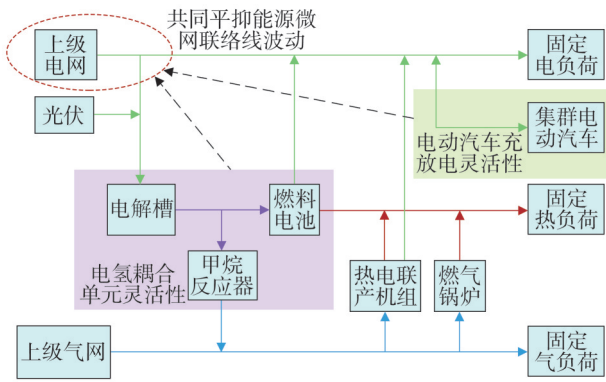 共同平抑能源微
网联络线波动
上级
电网
固定
电负荷
光伏
集群电
动汽车
电动汽车充
放电灵活性
电解槽
燃料
电池
固定
热负荷
电氢耦合
单元灵活性
甲烷
反应器
热电联
产机组
燃气
锅炉
上级气网
固定
气负荷